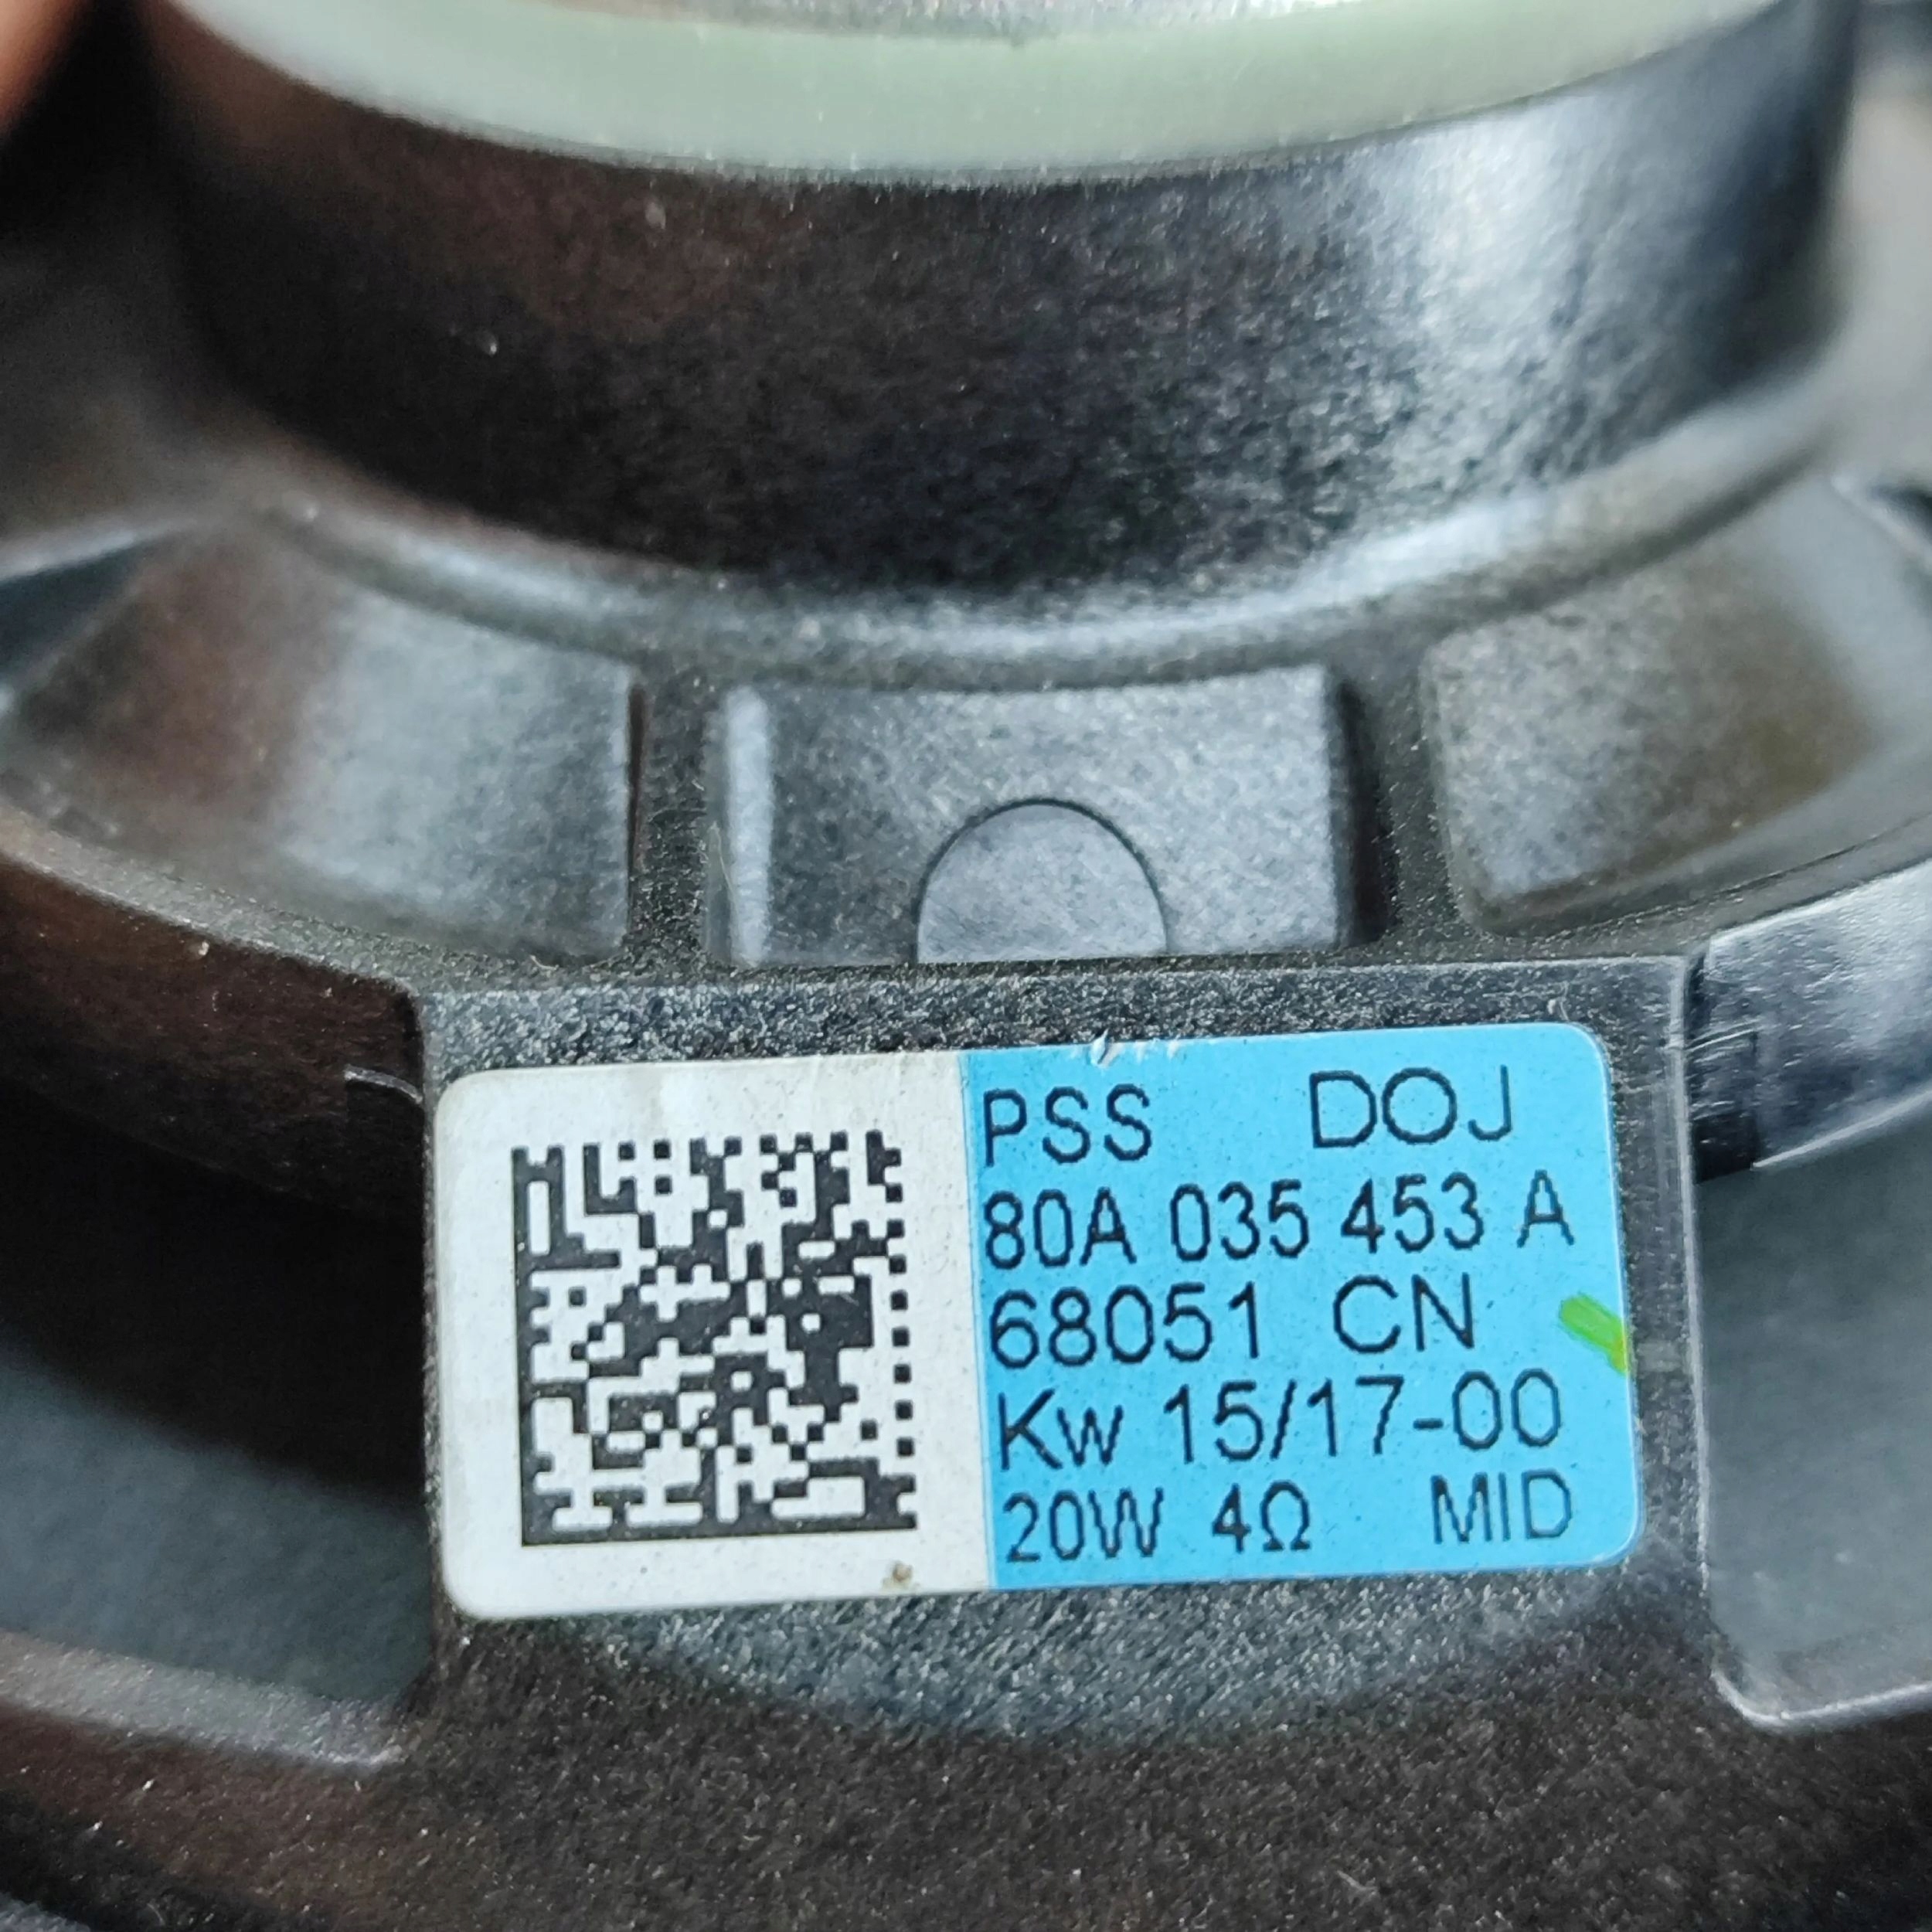 PSS DOJ
80A 035 453 A
68051 CN
Kw 15/17-00
20W 4Ω MID